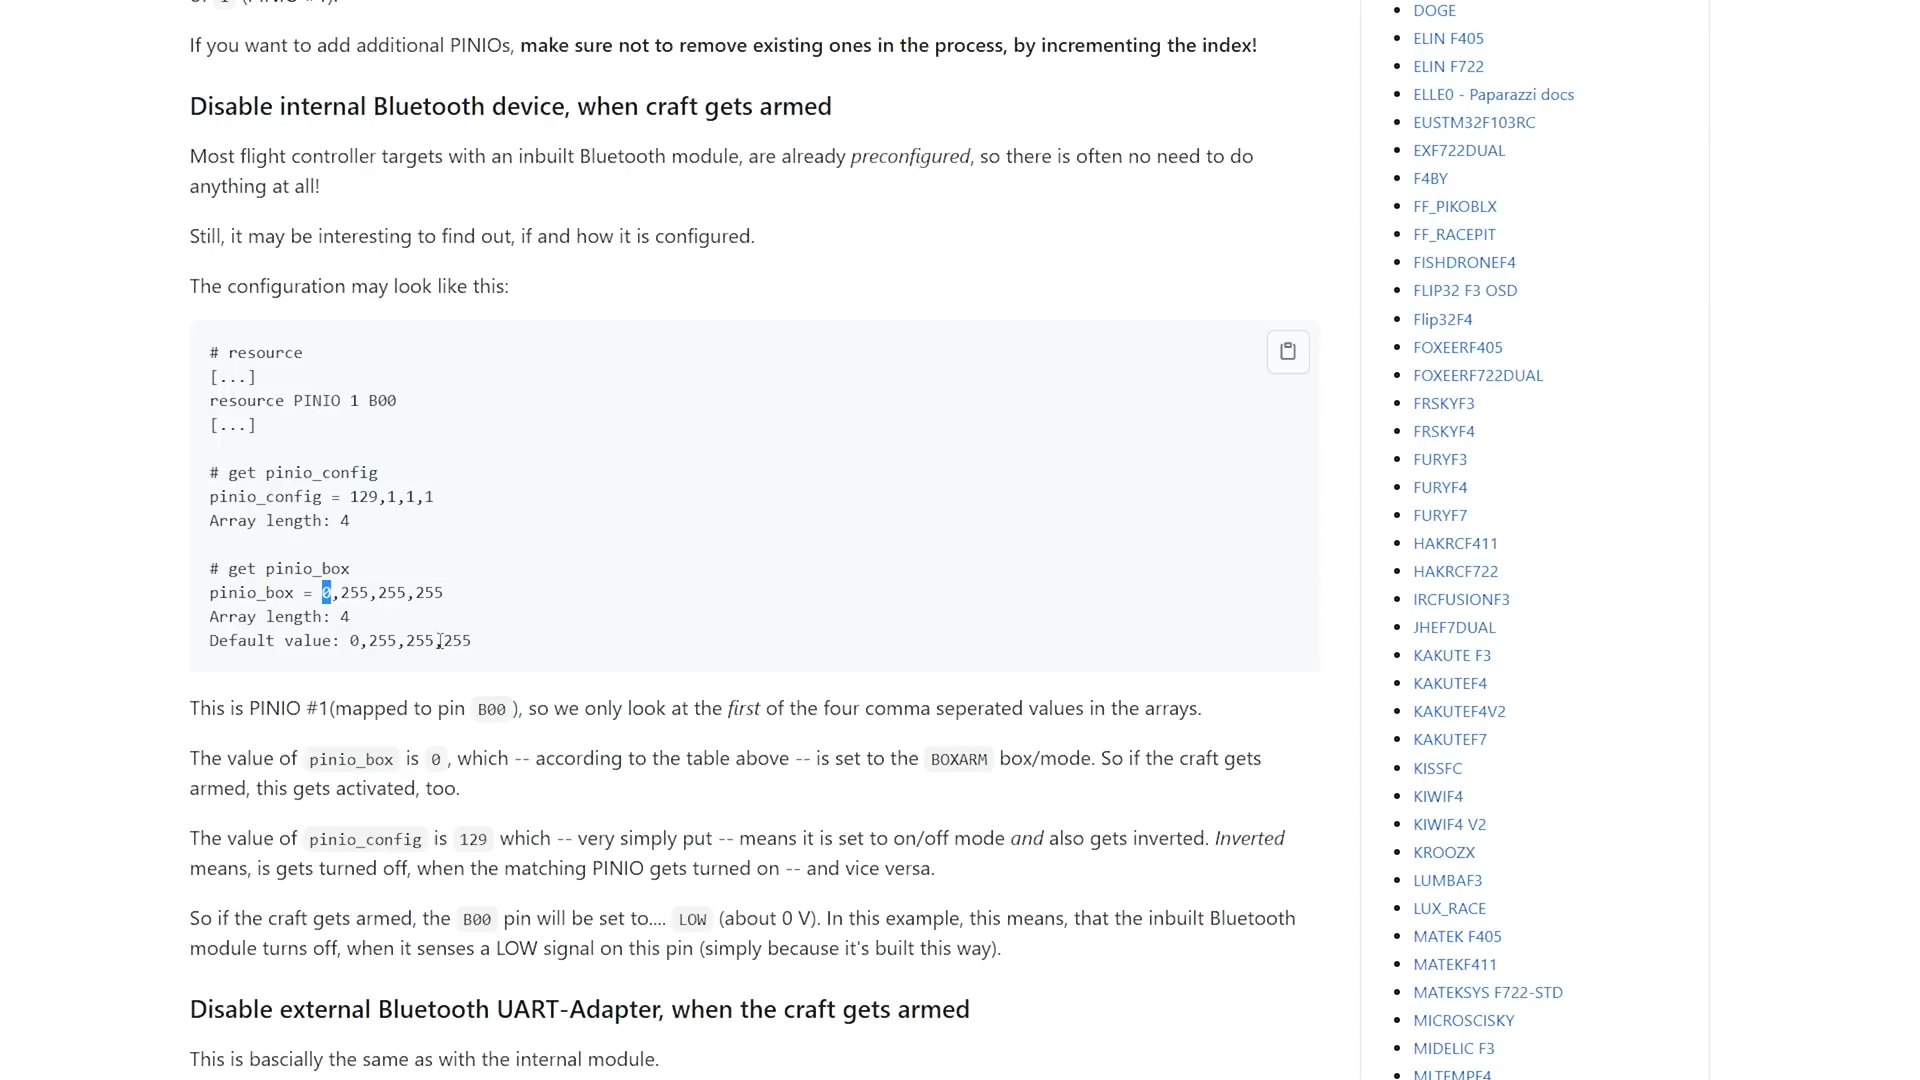 If you want to add additional PINIOs, make sure not to remove existing ones in the process, by incrementing the index!
Disable internal Bluetooth device, when craft gets armed
Most flight controller targets with an inbuilt Bluetooth module, are already preconfigured, so there is often no need to do
anything at all!
Still, it may be interesting to find out, if and how it is configured.
The configuration may look like this:
# resource
[...]
resource PINIO 1 B00
[...]
# get pinio_config
pinio_config = 129,1,1,1
Array length: 4
# get pinio_box
pinio_box = 0,255,255,255
Array length: 4
Default value: 0,255,255,255
This is PINIO #1(mapped to pin B00 ), so we only look at the first of the four comma seperated values in the arrays.
The value of pinio_box is 0 , which -- according to the table above -- is set to the BOXARM box/mode. So if the craft gets
armed, this gets activated, too.
The value of pinio_config is 129 which -- very simply put -- means it is set to on/off mode and also gets inverted. Inverted
means, is gets turned off, when the matching PINIO gets turned on -- and vice versa.
So if the craft gets armed, the B00 pin will be set to.... LOW (about 0 V). In this example, this means, that the inbuilt Bluetooth
module turns off, when it senses a LOW signal on this pin (simply because it's built this way).
Disable external Bluetooth UART-Adapter, when the craft gets armed
This is bascially the same as with the internal module.
DOGE
ELIN F405
ELIN F722
ELLE0 - Paparazzi docs
EUSTM32F103RC
EXF722DUAL
F4BY
FF_PIKOBLX
FF_RACEPIT
FISHDRONEF4
FLIP32 F3 OSD
Flip32F4
FOXEERF405
FOXEERF722DUAL
FRSKYF3
FRSKYF4
FURYF3
FURYF4
FURYF7
HAKRCF411
HAKRCF722
IRCFUSIONF3
JHEF7DUAL
KAKUTE F3
KAKUTEF4
KAKUTEF4V2
KAKUTEF7
KISSFC
KIWIF4
KIWIF4 V2
KROOZX
LUMBAF3
LUX_RACE
MATEK F405
MATEKF411
MATEKSYS F722-STD
MICROSCISKY
MIDELIC F3
MLTEMPF4